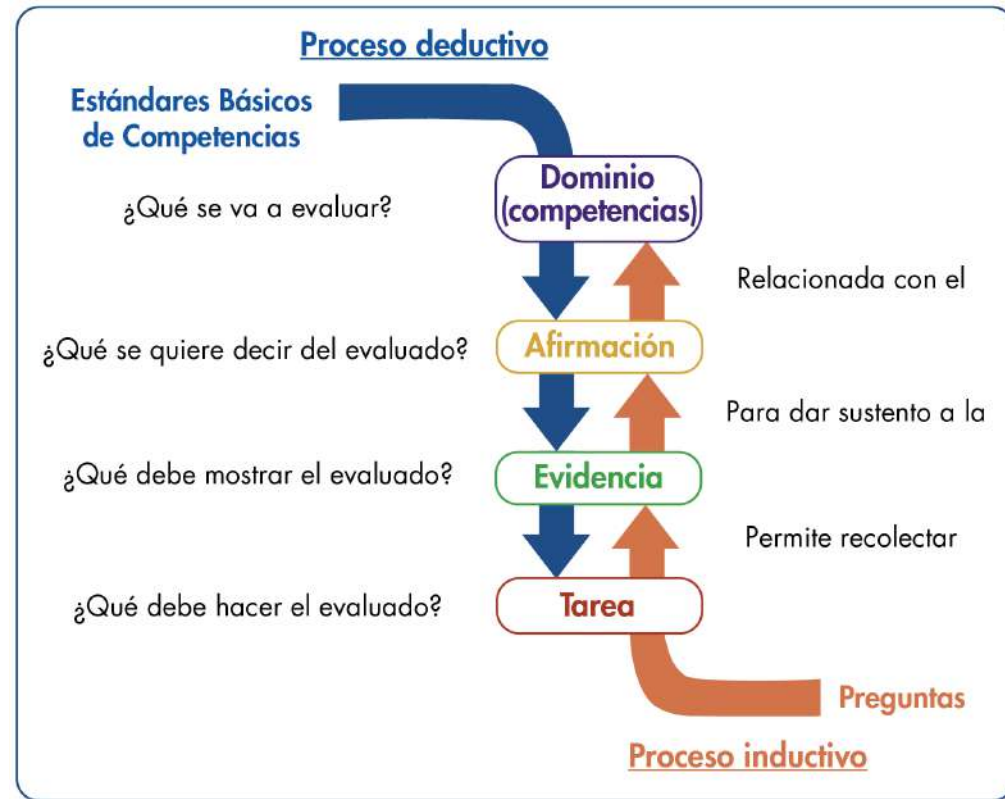 Proceso deductivo
Estándares Básicos
de Competencias
Dominio
(competencias)
¿Qué se va a evaluar?
Relacionada con el
¿Qué se quiere decir del evaluado?
Afirmación
Para dar sustento a la
¿Qué debe mostrar el evaluado?
Evidencia
Permite recolectar
¿Qué debe hacer el evaluado?
Tarea
Preguntas
Proceso inductivo